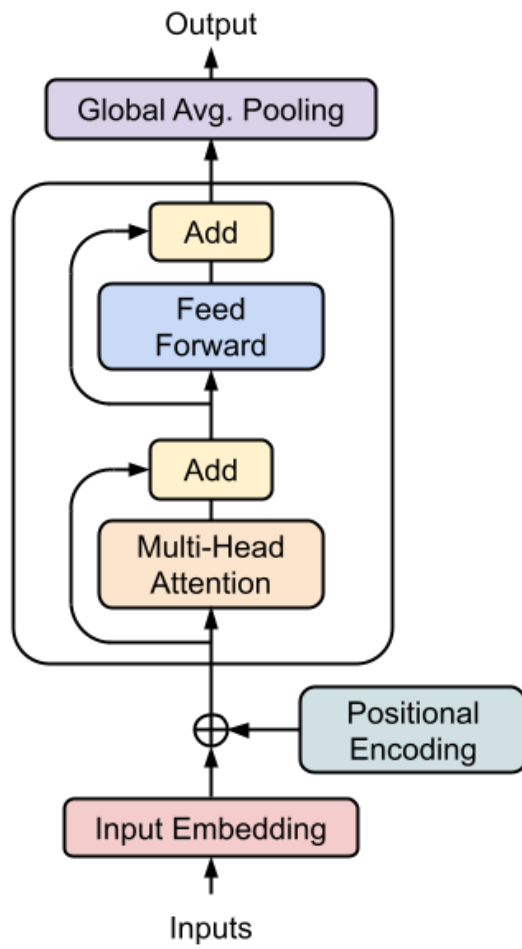 Output
Global Avg. Pooling
Add
Feed
Forward
Add
Multi-Head
Attention
Positional
Encoding
Input Embedding
Inputs